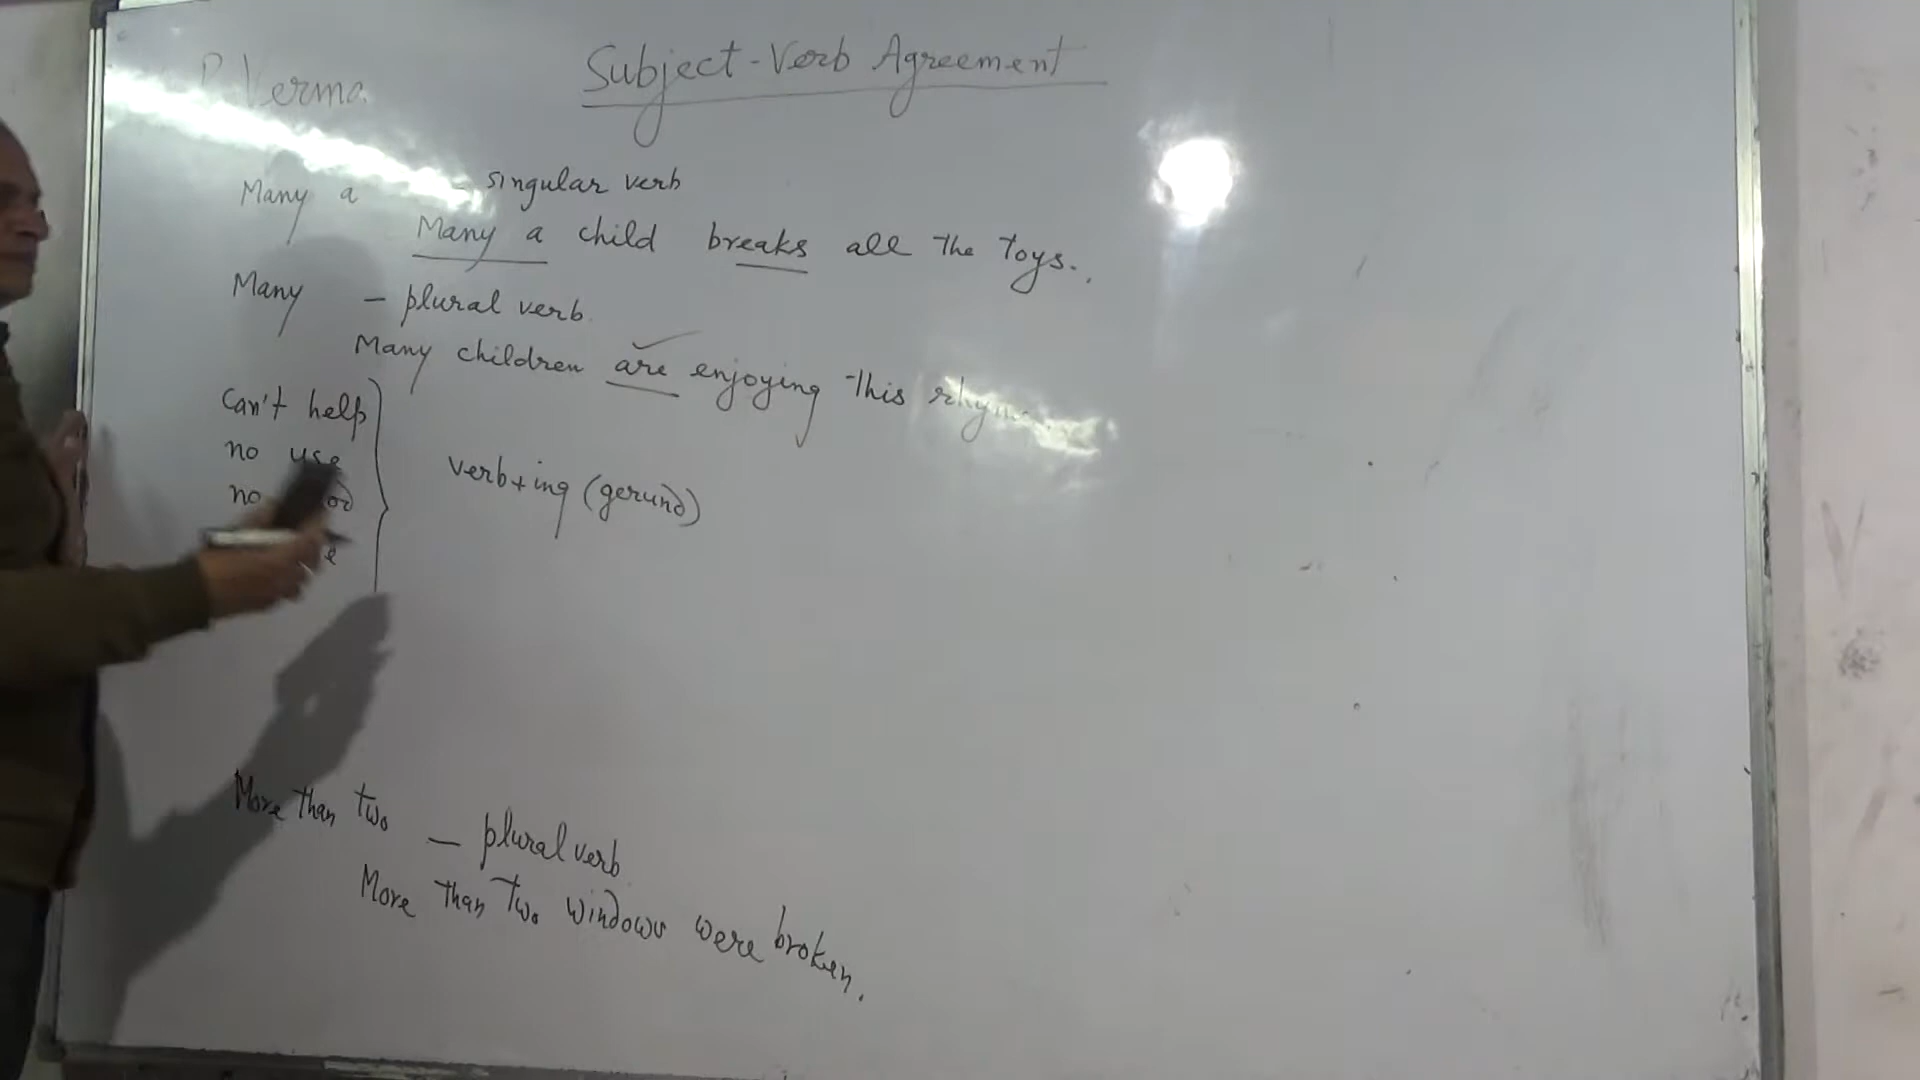 P Verma
Subject-Verb Agreement
Many a - singular verb
Many a child breaks all the toys.
Many - plural verb.
Many children are enjoying this
can't help
no use
no
verb+ing (gerund)
More than two - plural verb
More than two windows were broken.